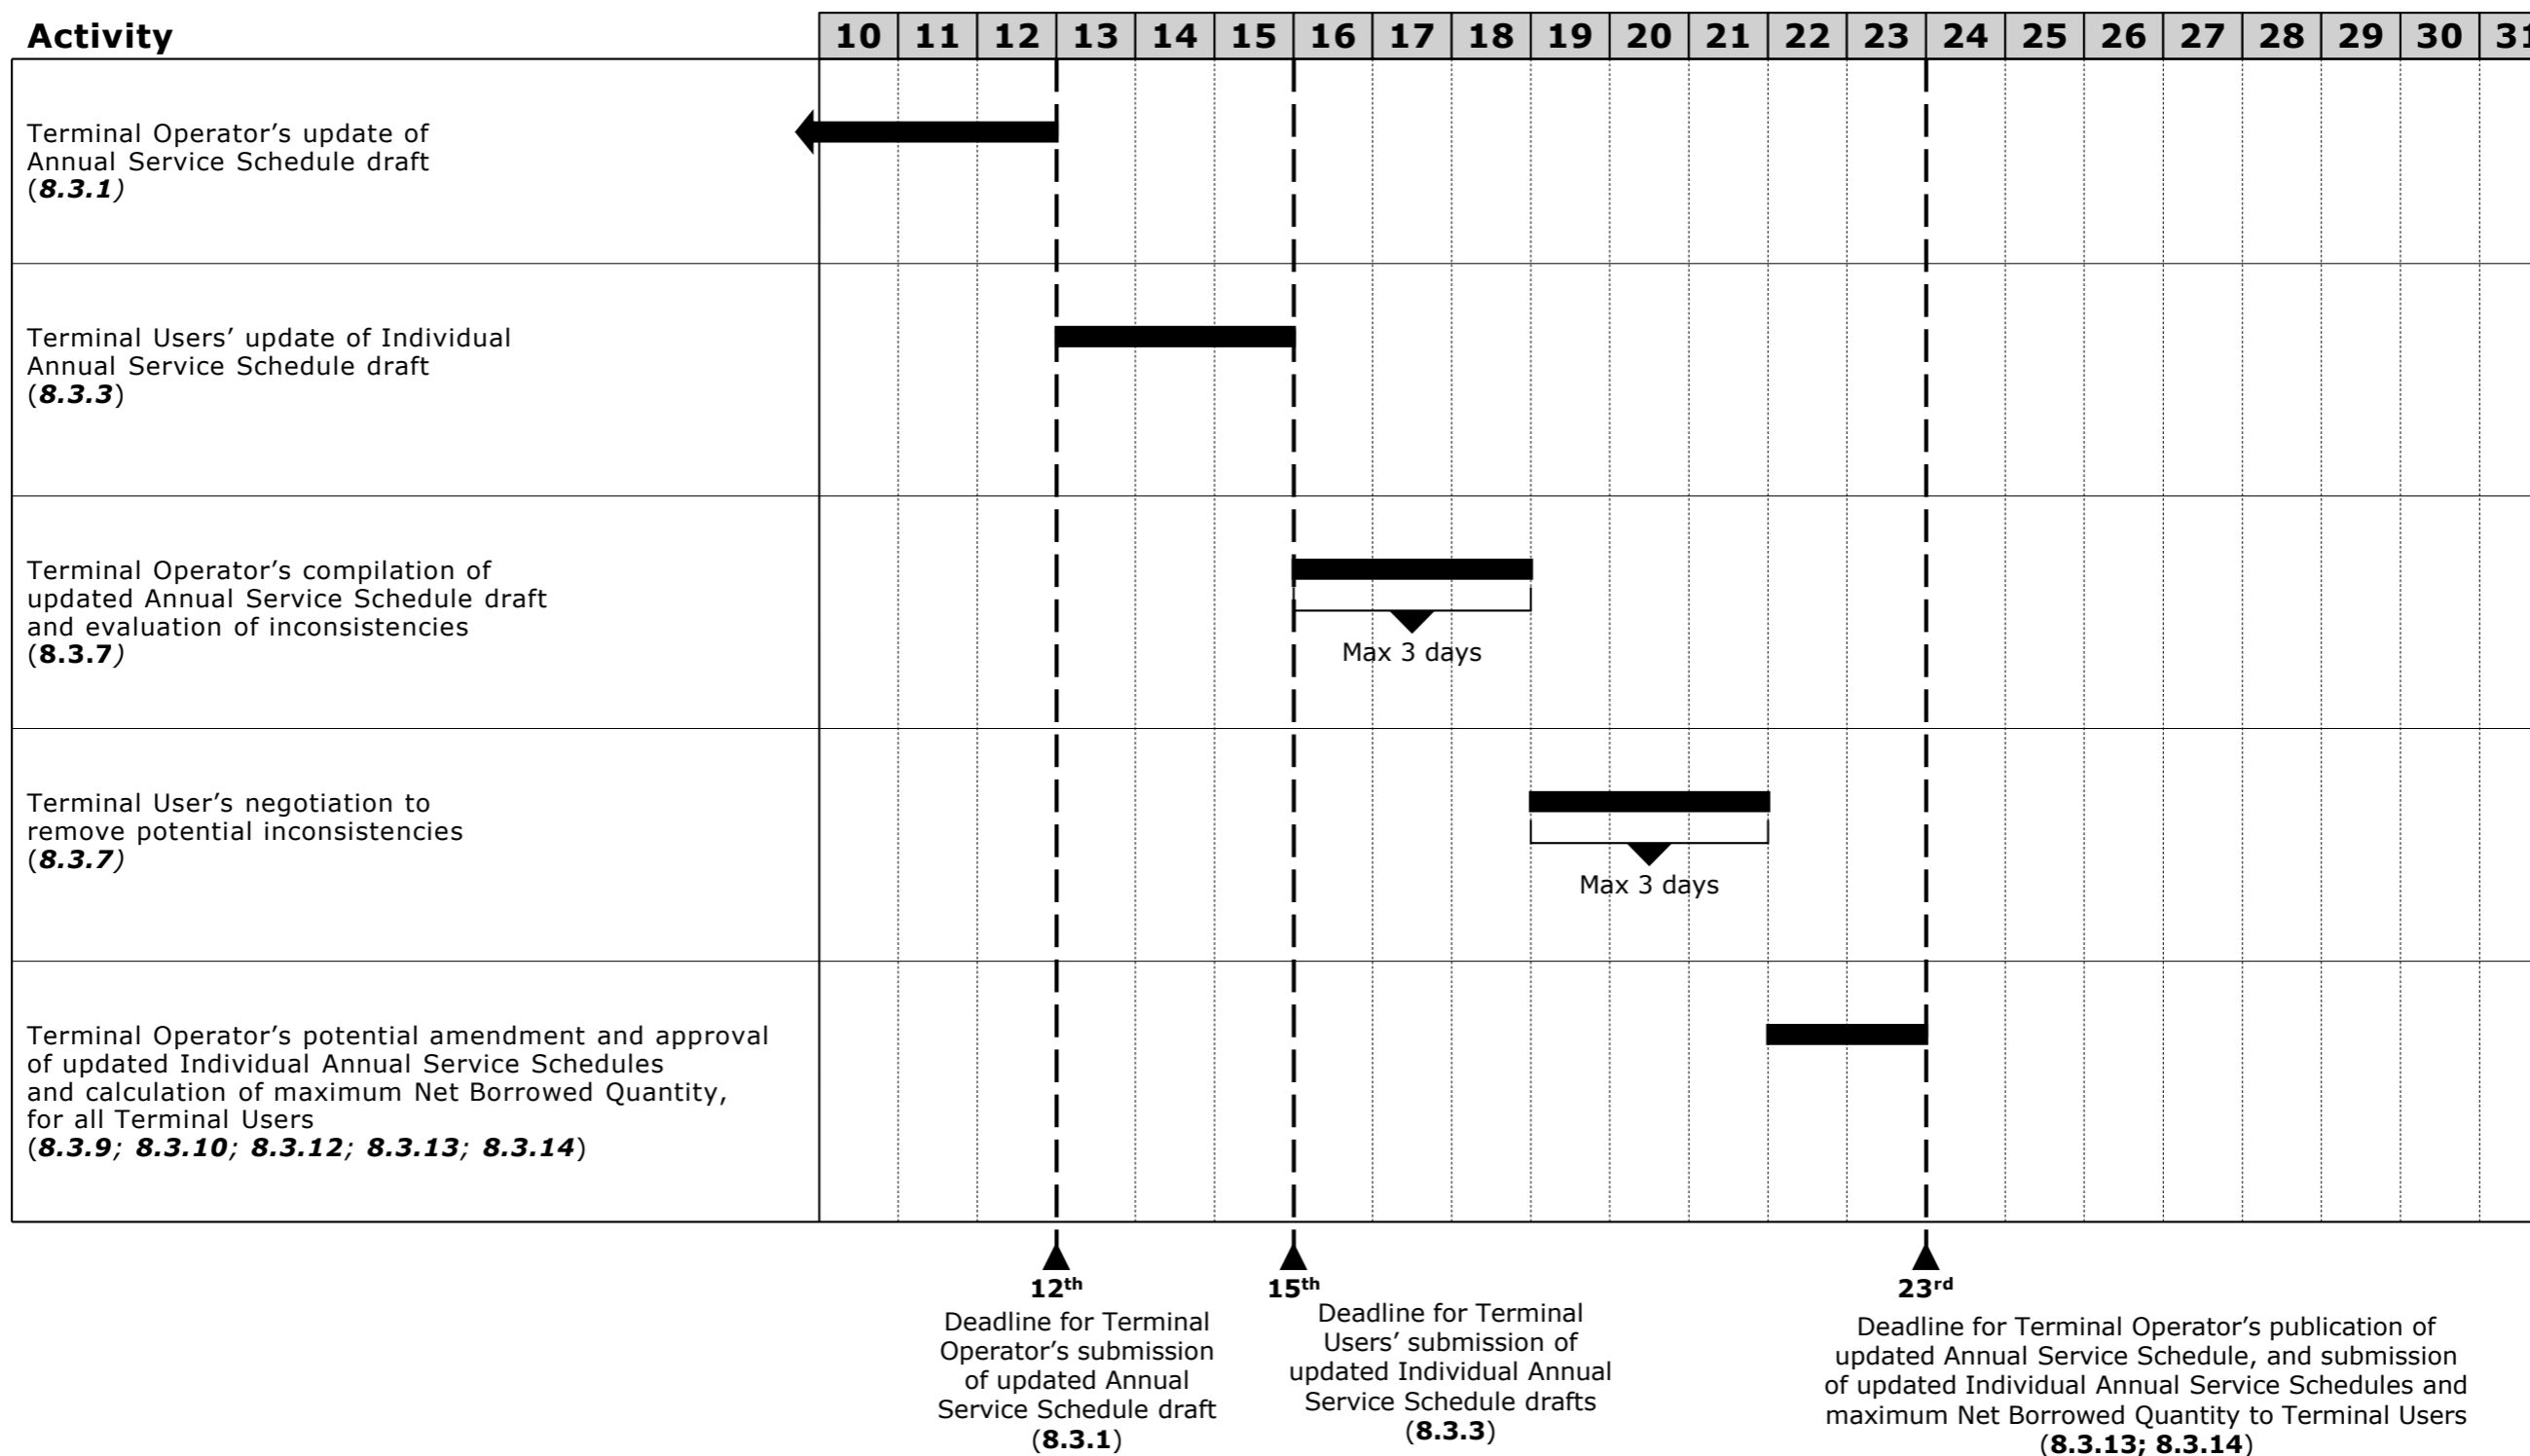 Activity 10 11 12 13 14 15 16 17 18 19 20 21 22 23 24 25 26 27 28 29 30 31
Terminal Operator’s update of
Annual Service Schedule draft
(8.3.1)
Terminal Users’ update of Individual
Annual Service Schedule draft
(8.3.3)
Terminal Operator’s compilation of
updated Annual Service Schedule draft
and evaluation of inconsistencies
(8.3.7)
Max 3 days
Terminal User’s negotiation to
remove potential inconsistencies
(8.3.7)
Max 3 days
Terminal Operator’s potential amendment and approval
of updated Individual Annual Service Schedules
and calculation of maximum Net Borrowed Quantity,
for all Terminal Users
(8.3.9; 8.3.10; 8.3.12; 8.3.13; 8.3.14)
12th
Deadline for Terminal
Operator’s submission
of updated Annual
Service Schedule draft
(8.3.1)
15th
Deadline for Terminal
Users’ submission of
updated Individual Annual
Service Schedule drafts
(8.3.3)
23rd
Deadline for Terminal Operator’s publication of
updated Annual Service Schedule, and submission
of updated Individual Annual Service Schedules and
maximum Net Borrowed Quantity to Terminal Users
(8.3.13; 8.3.14)